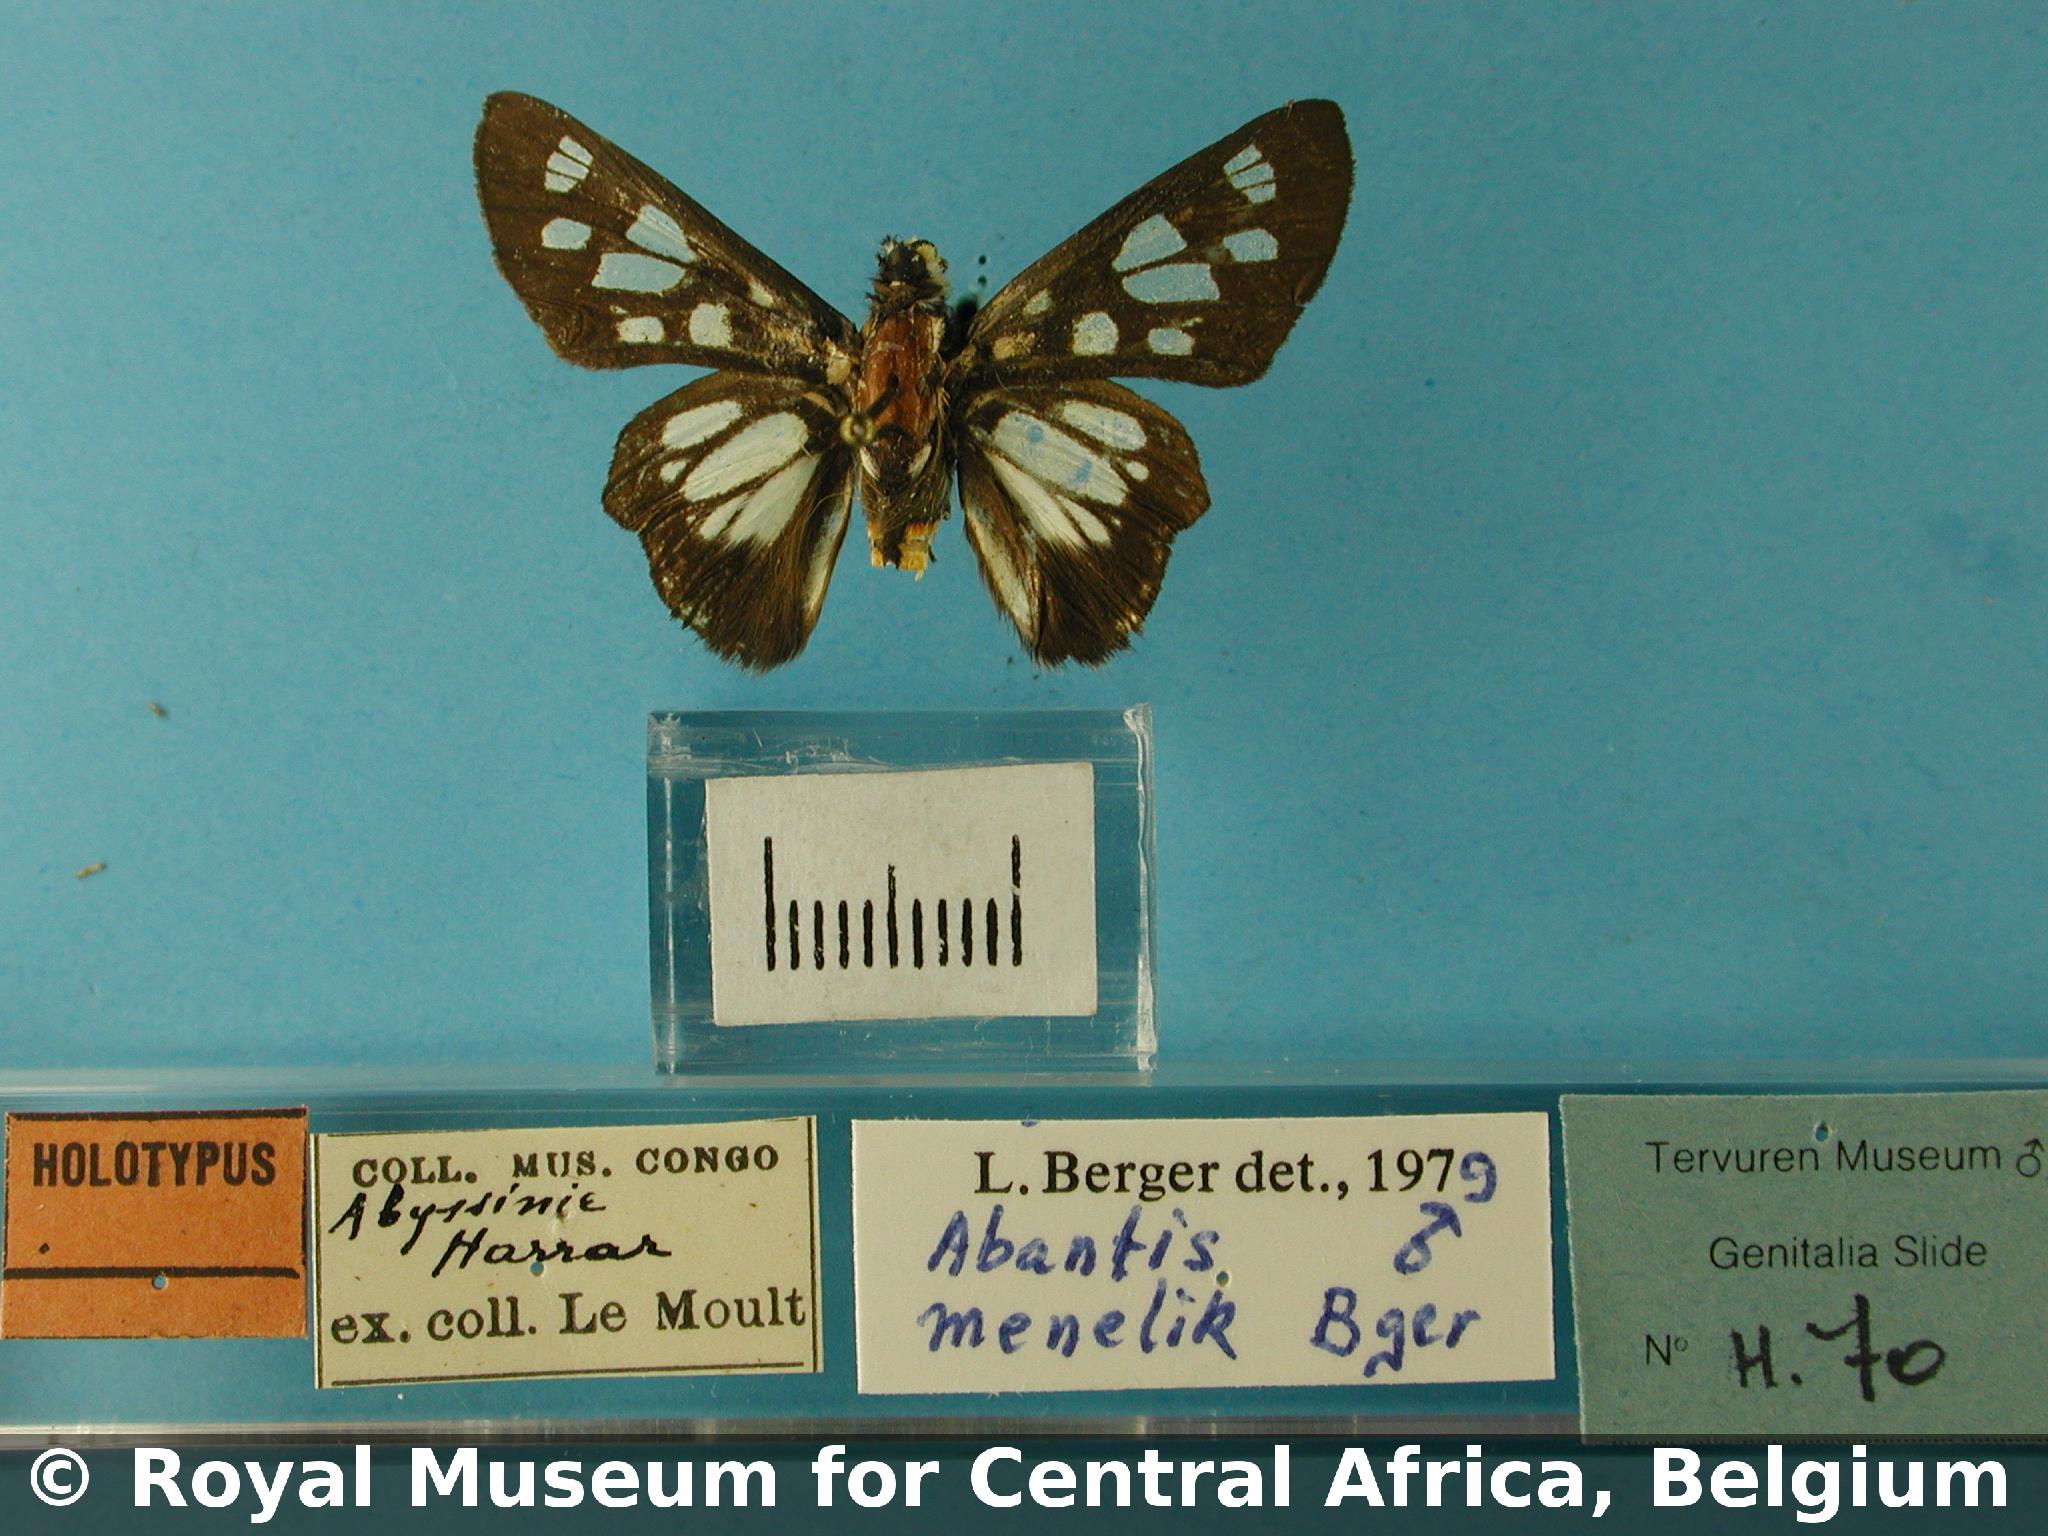 HOLOTYPUS
COLL. MUS. CONGO
Abyssinie
Harrar
ex. coll. Le Moult
L. Berger det., 1979
Abantis ♂
menelik Bger
Tervuren Museum ♂
Genitalia Slide
Nº H. 70
© Royal Museum for Central Africa, Belgium